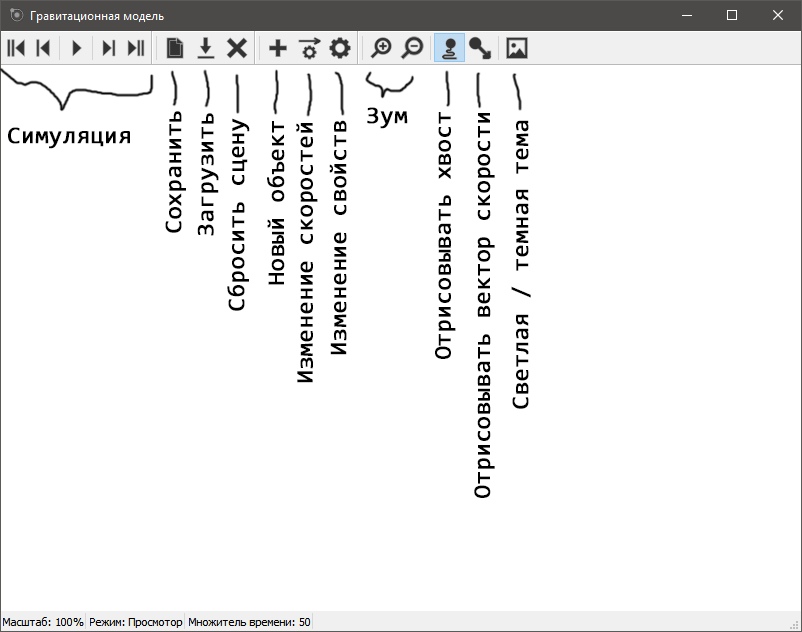 Гравитационная модель
Симуляция
Сохранить
Загрузить
Сбросить сцену
Новый объект
Изменение скоростей
Изменение свойств
Зум
Отрисовывать хвост
Отрисовывать вектор скорости
Светлая / темная тема
Масштаб: 100% Режим: Просмотор Множитель времени: 50